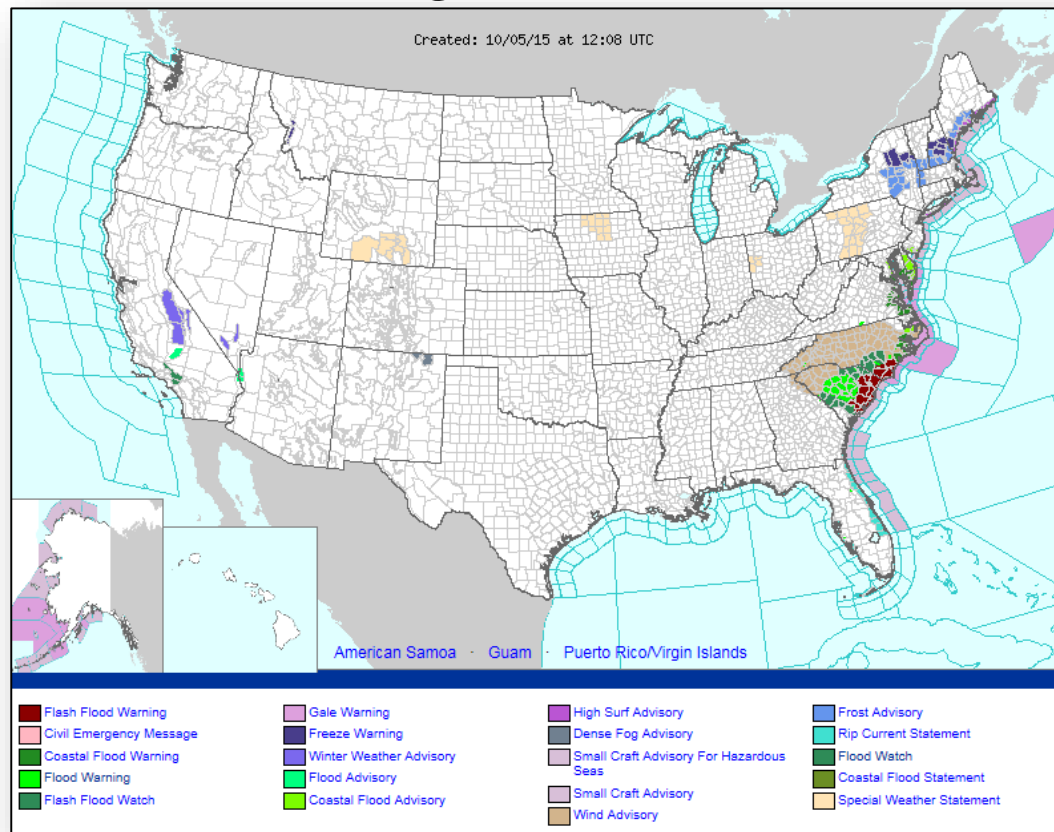 Created: 10/05/15 at 12:08 UTC
American Samoa · Guam · Puerto Rico/Virgin Islands
Flash Flood Warning
Civil Emergency Message
Coastal Flood Warning
Flood Warning
Flash Flood Watch
Gale Warning
Freeze Warning
Winter Weather Advisory
Flood Advisory
Coastal Flood Advisory
High Surf Advisory
Dense Fog Advisory
Small Craft Advisory For Hazardous
Seas
Small Craft Advisory
Wind Advisory
Frost Advisory
Rip Current Statement
Flood Watch
Coastal Flood Statement
Special Weather Statement